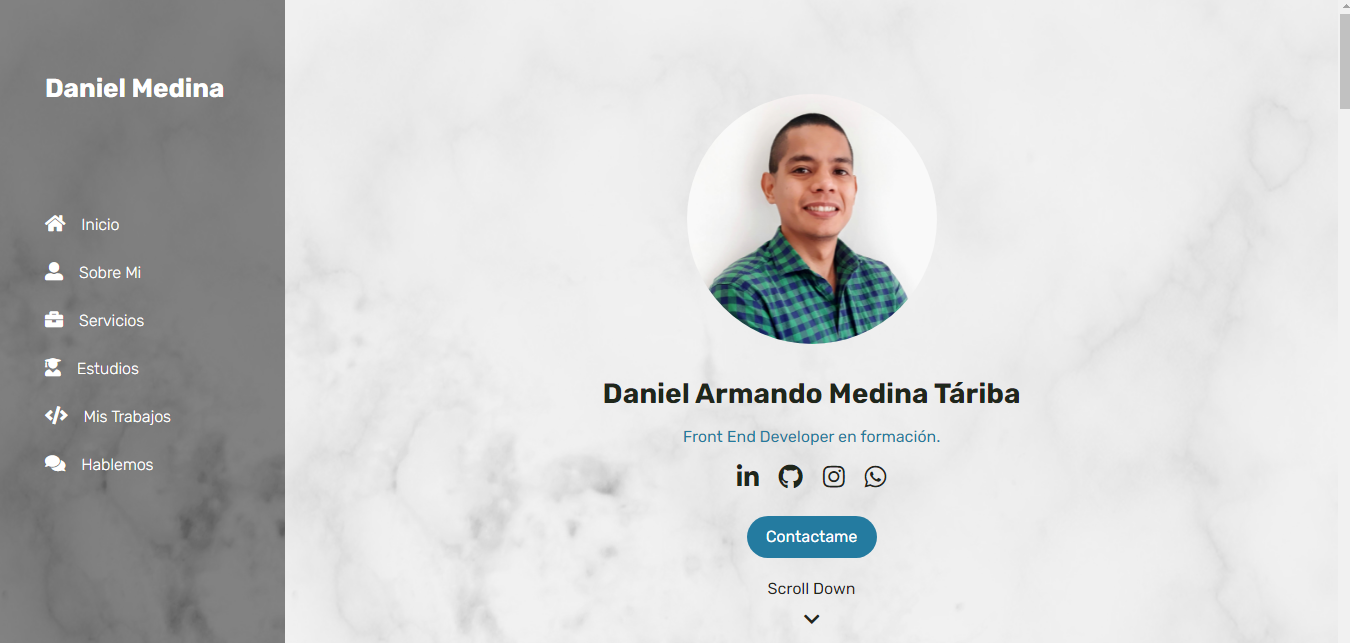 Daniel Medina
Inicio
Sobre Mi
Servicios
Estudios
Mis Trabajos
Hablemos
Daniel Armando Medina Táriba
Front End Developer en formación.
in
Contactame
Scroll Down